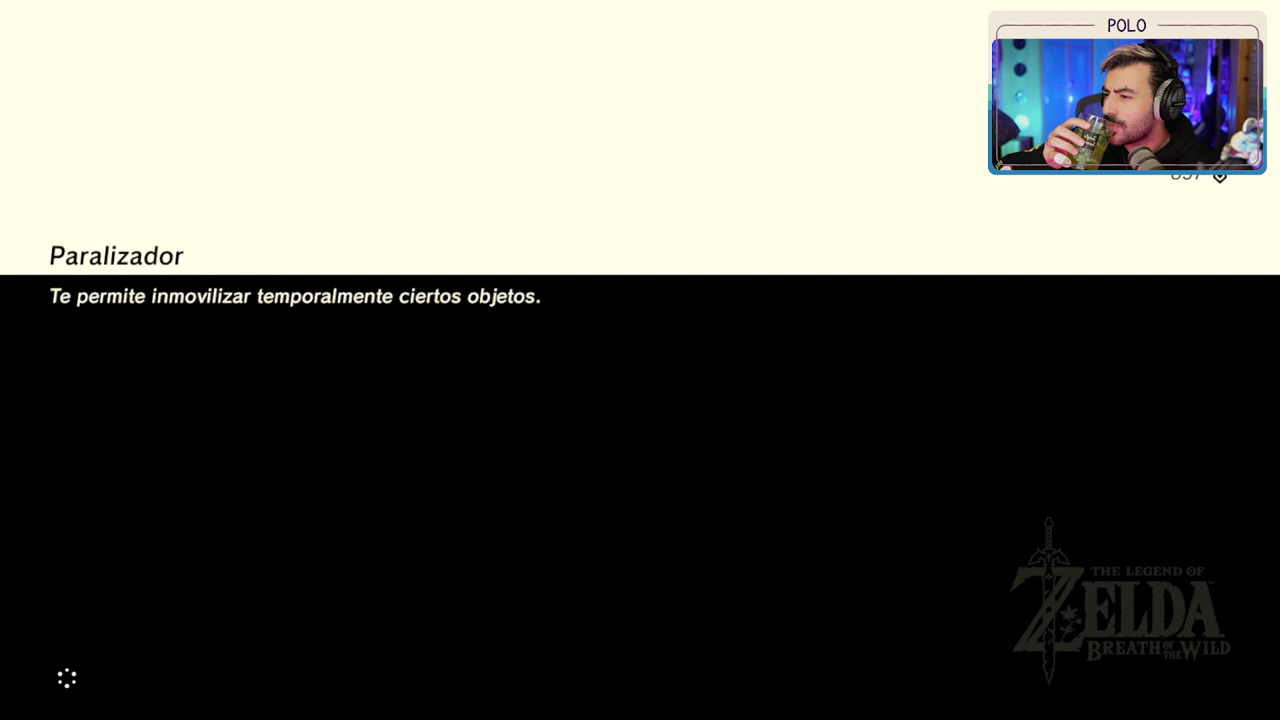 POLO
Paralizador
Te permite inmovilizar temporalmente ciertos objetos.
THE LEGEND OF
ZELDA
BREATH OF THE WILD